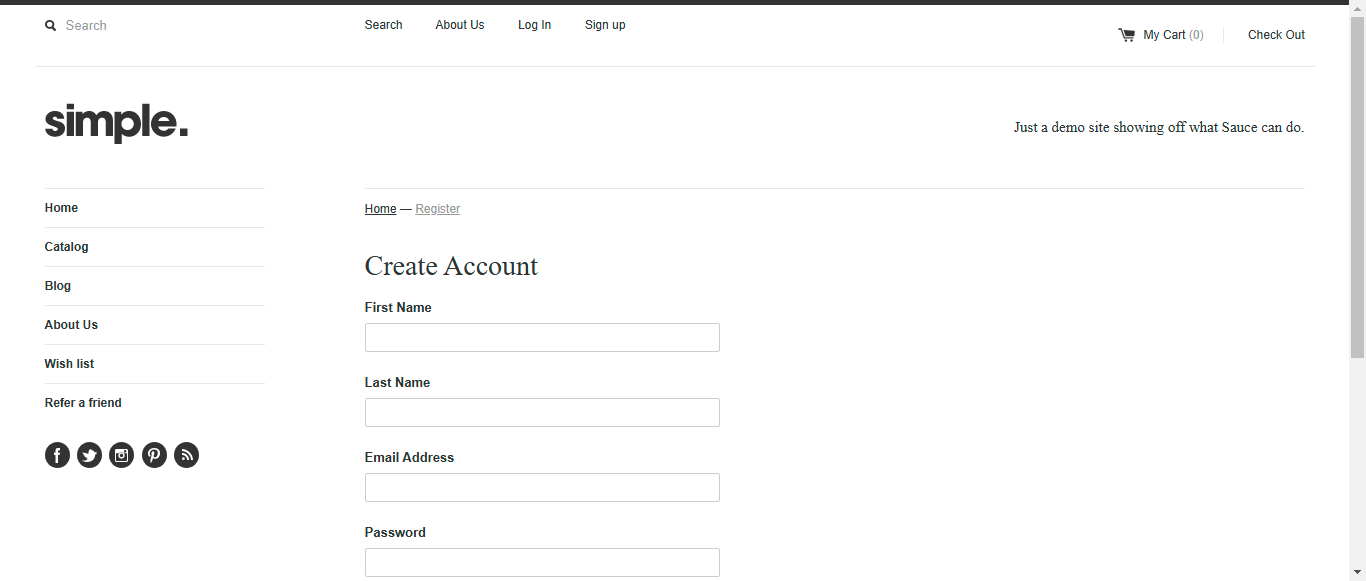 Search
Search About Us Log In Sign up
My Cart (0) Check Out
simple.
Just a demo site showing off what Sauce can do.
Home
Catalog
Blog
About Us
Wish list
Refer a friend
Home — Register
Create Account
First Name
Last Name
Email Address
Password